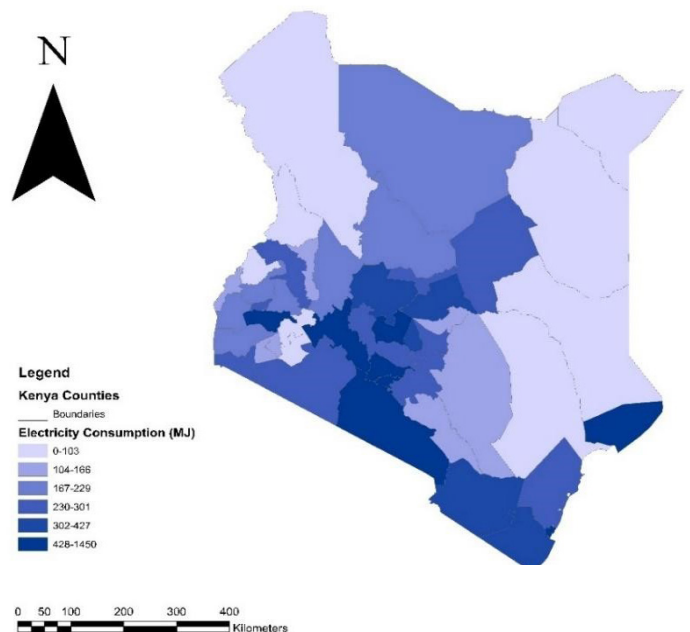 N
Legend
Kenya Counties
Boundaries
Electricity Consumption (MJ)
0-103
104-166
167-229
230-301
302-427
428-1450
0 50 100 200 300 400
Kilometers